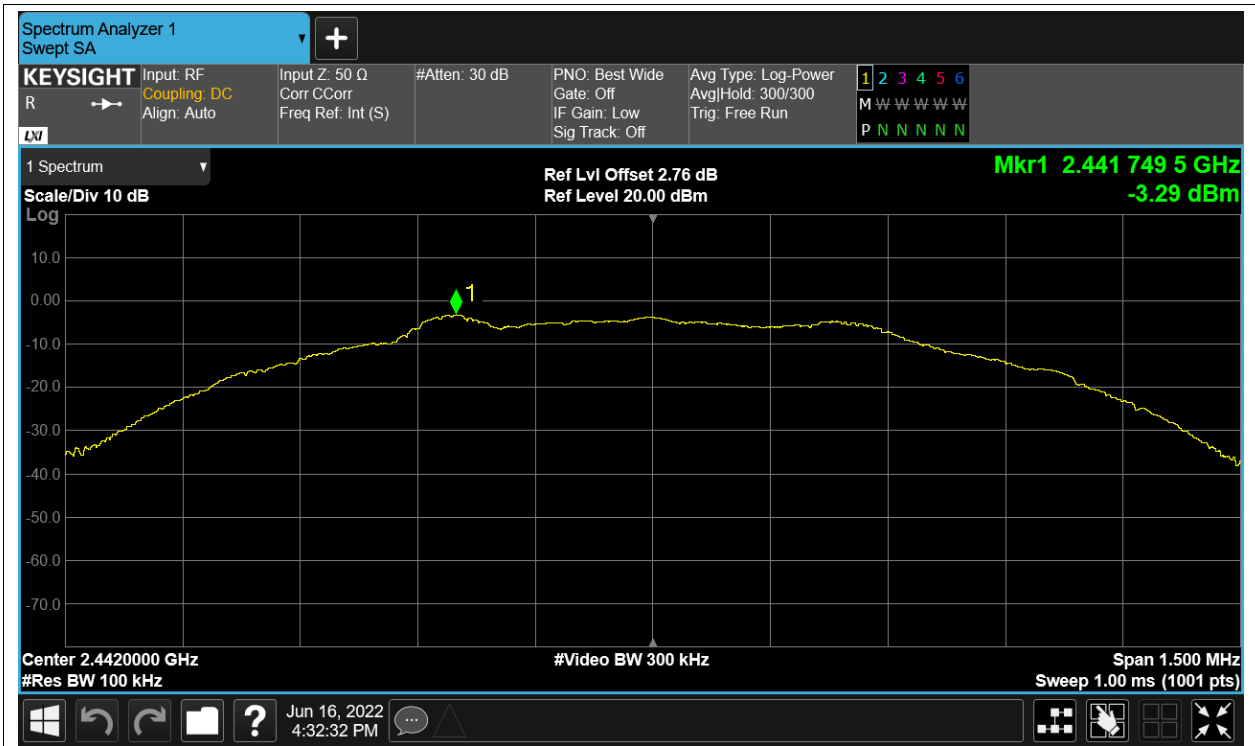 Spectrum Analyzer 1
Swept SA
KEYSIGHT
R
LXI
Input: RF
Coupling: DC
Align: Auto
Input Z: 50 Ω
Corr CCorr
Freq Ref: Int (S)
#Atten: 30 dB
PNO: Best Wide
Gate: Off
IF Gain: Low
Sig Track: Off
Avg Type: Log-Power
Avg|Hold: 300/300
Trig: Free Run
1 2 3 4 5 6
M W W W W W
P N N N N N
1 Spectrum
Scale/Div 10 dB
Log
Ref Lvl Offset 2.76 dB
Ref Level 20.00 dBm
Mkr1 2.441 749 5 GHz
-3.29 dBm
10.0
0.00
1
-10.0
-20.0
-30.0
-40.0
-50.0
-60.0
-70.0
Center 2.4420000 GHz
#Video BW 300 kHz
Span 1.500 MHz
#Res BW 100 kHz
Sweep 1.00 ms (1001 pts)
?
Jun 16, 2022
4:32:32 PM